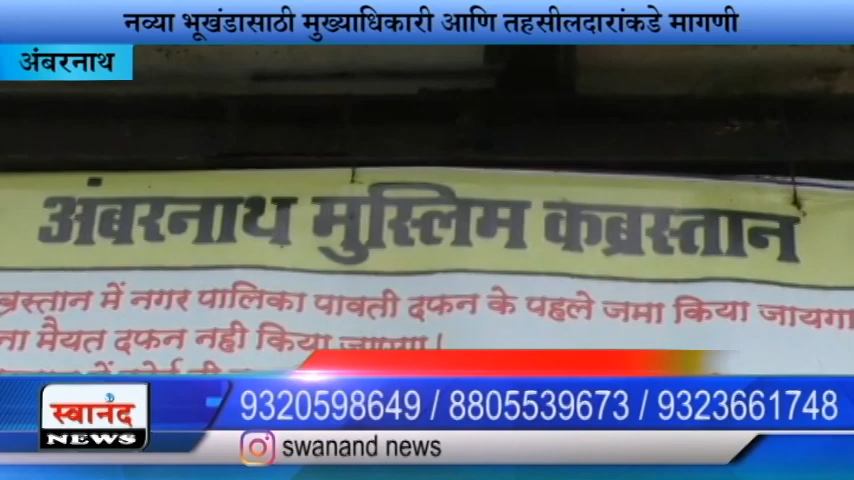 नव्या भूखंडासाठी मुख्याधिकारी आणि तहसीलदारांकडे मागणी
अंबरनाथ
अंबरनाथ मुस्लिम कब्रस्तान
ब्रस्तान में नगर पालिका पावती दफन के पहले जमा किया जायगा
ना मैयत दफन नही किया जाएगा।
स्वानंद
NEWS
9320598649 / 8805539673 / 9323661748
swanand news